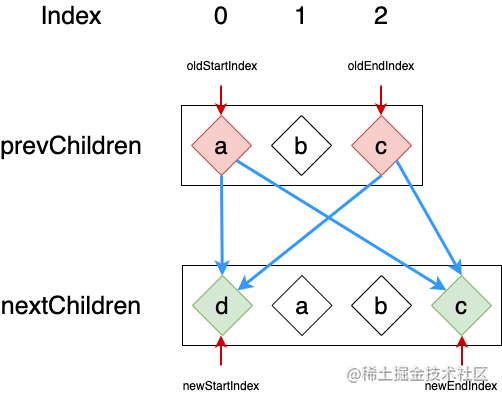 Index 0 1 2
oldStartIndex oldEndIndex
prevChildren a b c
nextChildren d a b c
@稀土掘金技术社区
newStartIndex newEndIndex